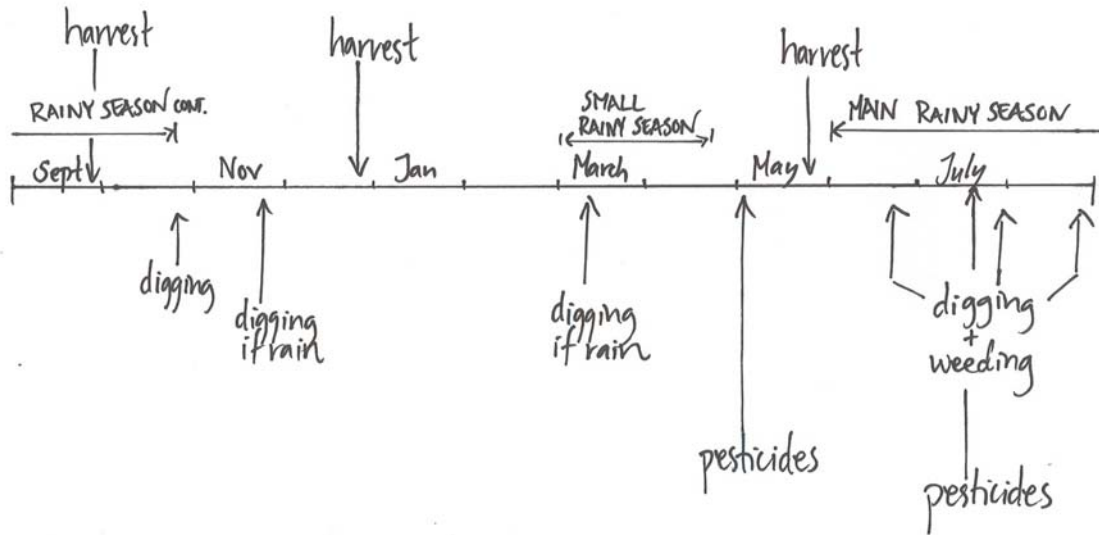 harvest
harvest
harvest
RAINY SEASON CONT.
SMALL
RAINY SEASON
MAIN RAINY SEASON
Sept
Nov
Jan
March
May
July
digging
digging
if rain
digging
if rain
digging
+
weeding
pesticides
pesticides